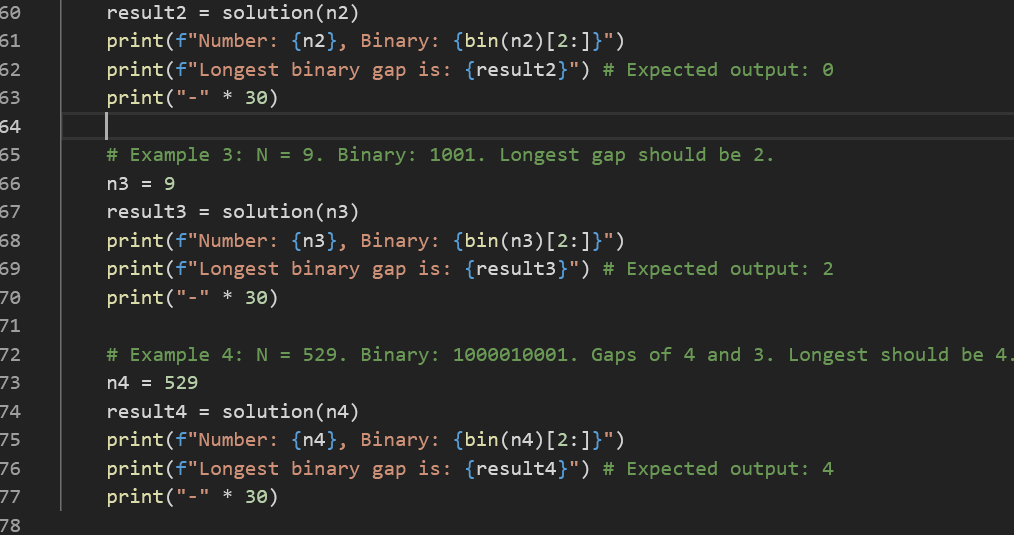 60 result2 = solution(n2)
61 print(f"Number: {n2}, Binary: {bin(n2)[2:]}")
62 print(f"Longest binary gap is: {result2}") # Expected output: 0
63 print("-" * 30)
64
65 # Example 3: N = 9. Binary: 1001. Longest gap should be 2.
66 n3 = 9
67 result3 = solution(n3)
68 print(f"Number: {n3}, Binary: {bin(n3)[2:]}")
69 print(f"Longest binary gap is: {result3}") # Expected output: 2
70 print("-" * 30)
71
72 # Example 4: N = 529. Binary: 1000010001. Gaps of 4 and 3. Longest should be 4.
73 n4 = 529
74 result4 = solution(n4)
75 print(f"Number: {n4}, Binary: {bin(n4)[2:]}")
76 print(f"Longest binary gap is: {result4}") # Expected output: 4
77 print("-" * 30)
78